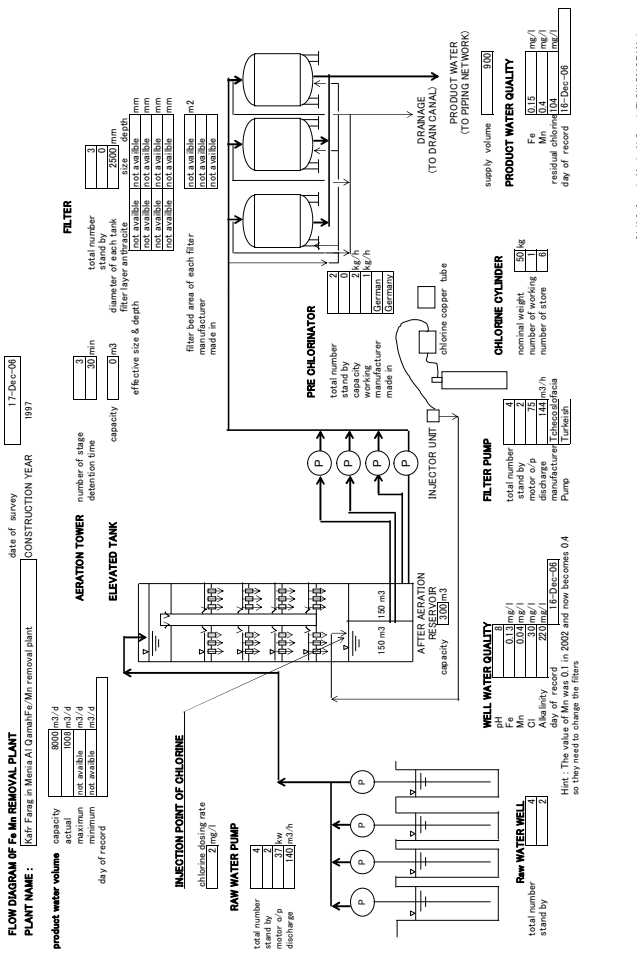 FLOW DIAGRAM OF Fe Mn REMOVAL PLANT
date of survey 17-Dec-06
PLANT NAME : Kafr Farag in Menia Al QamahFe/Mn removal plant CONSTRUCTION YEAR 1997
product water volume capacity 8000 m3/d
actual 1008 m3/d
maximun not avaible m3/d
minimum not avaible m3/d
day of record
AERATION TOWER
number of stage 3
detention time 30 min
ELEVATED TANK
capacity 0 m3
FILTER
total number 3
stand by 0
diameter of each tank 2500 mm
filter layer anthracite size depth
not avaible not availble mm
not avaible not availble mm
not avaible not availble mm
not avaible not availble mm
effective size & depth
filter bed area of each filter not availble m2
manufacturer not availble
made in not availble
INJECTION POINT OF CHLORINE
chlorine dosing rate
2 mg/l
RAW WATER PUMP
total number 4
stand by 2
motor o/p 37 kw
discharge 140 m3/h
150 m3 150 m3
AFTER AERATION
RESERVOIR
capacity 300 m3
P
P
P
P
P
P
P
P
INJECTOR UNIT
PRE CHLORINATOR
total number 2
stand by 0
capacity 2 kg/h
working 1 kg/h
manufacturer German
made in Germany
chlorine copper tube
DRAINAGE
(TO DRAIN CANAL)
PRODUCT WATER
(TO PIPING NETWORK)
supply volume 900
Raw WATER WELL
total number 4
stand by 2
WELL WATER QUALITY
pH 8
Fe 0.13 mg/l
Mn 0.04 mg/l
Cl 30 mg/l
Alkalinity 220 mg/l
day of record 16-Dec-06
Hint : The value of Mn was 0.1 in 2002 and now becomes 0.4
so they need to change the filters
FILTER PUMP
total number 4
stand by 2
motor o/p 75
discharge 144 m3/h
manufacturer Tchecoslofacia
Pump Turkeish
CHLORINE CYLINDER
nominal weight 50 kg
number of working 1
number of store 6
PRODUCT WATER QUALITY
Fe 0.15 mg/l
Mn 0.4 mg/l
residual chlorine 104 mg/l
day of record 16-Dec-06